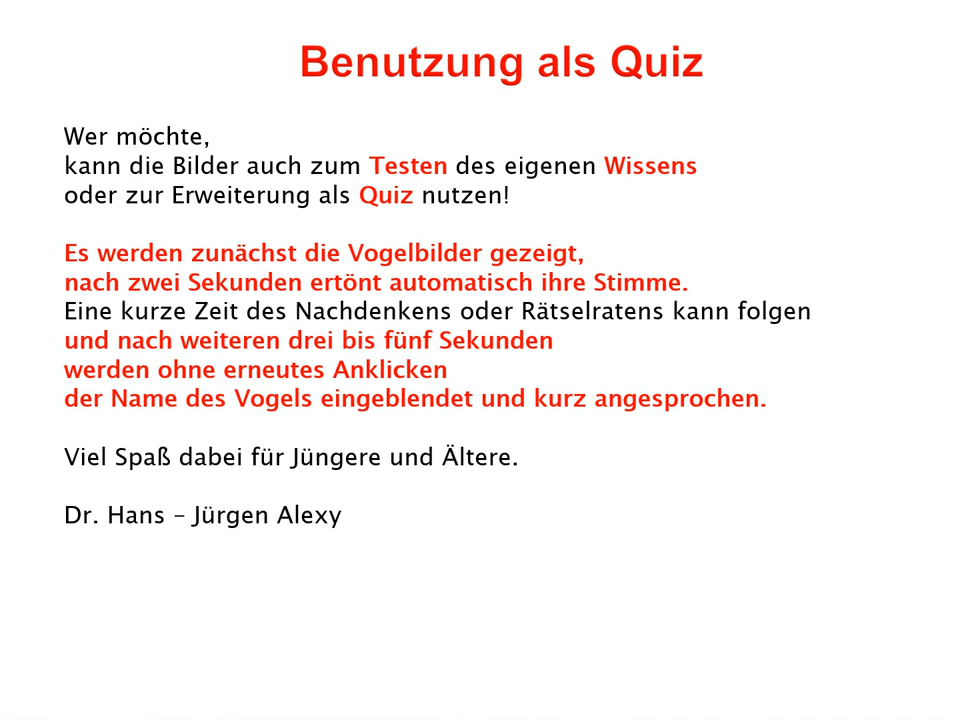 Benutzung als Quiz
Wer möchte,
kann die Bilder auch zum Testen des eigenen Wissens
oder zur Erweiterung als Quiz nutzen!
Es werden zunächst die Vogelbilder gezeigt,
nach zwei Sekunden ertönt automatisch ihre Stimme.
Eine kurze Zeit des Nachdenkens oder Rätselratens kann folgen
und nach weiteren drei bis fünf Sekunden
werden ohne erneutes Anklicken
der Name des Vogels eingeblendet und kurz angesprochen.
Viel Spaß dabei für Jüngere und Ältere.
Dr. Hans – Jürgen Alexy